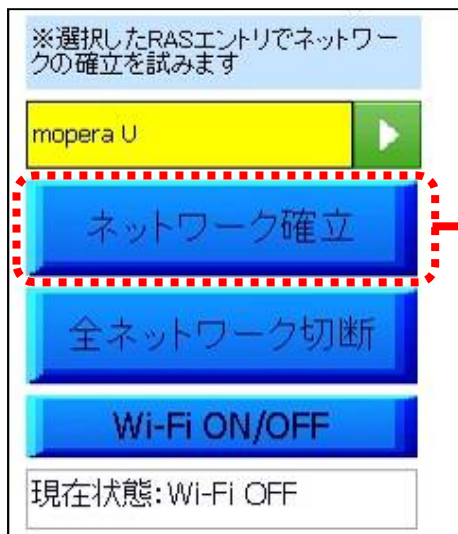 ※選択したRASエントリでネットワー
クの確立を試みます
mopera U
ネットワーク確立
全ネットワーク切断
Wi-Fi ON/OFF
現在状態:Wi-Fi OFF